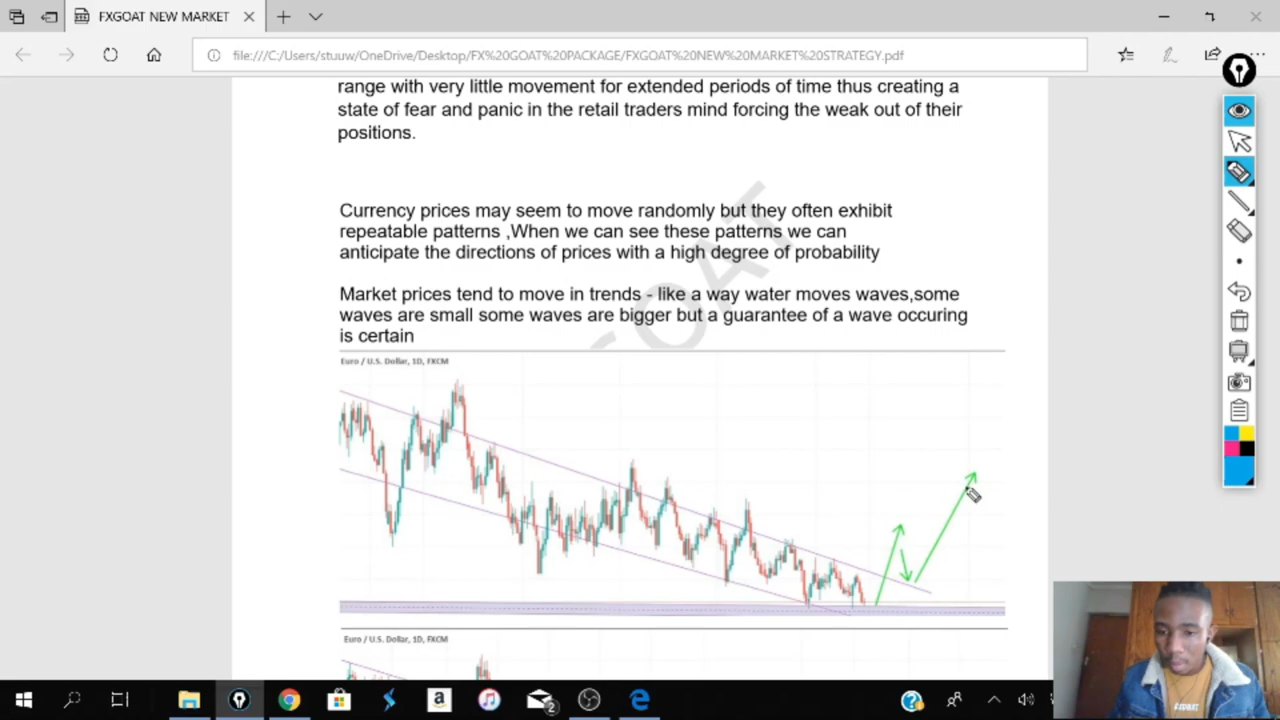 FXGOAT NEW MARKET
file:///C:/Users/stuuw/OneDrive/Desktop/FX%20GOAT%20PACKAGE/FXGOAT%20NEW%20MARKET%20STRATEGY.pdf
range with very little movement for extended periods of time thus creating a
state of fear and panic in the retail traders mind forcing the weak out of their
positions.
Currency prices may seem to move randomly but they often exhibit
repeatable patterns ,When we can see these patterns we can
anticipate the directions of prices with a high degree of probability
Market prices tend to move in trends - like a way water moves waves,some
waves are small some waves are bigger but a guarantee of a wave occuring
is certain
GOAT
Euro / U.S. Dollar, 1D, FXCM
Euro / U.S. Dollar, 1D, FXCM
a
2